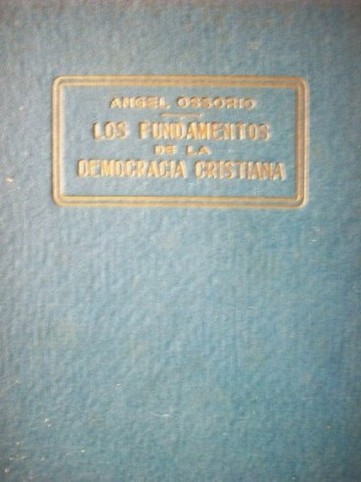 ANGEL OSSORIO
LOS FUNDAMENTOS
DE LA
DEMOCRACIA CRISTIANA